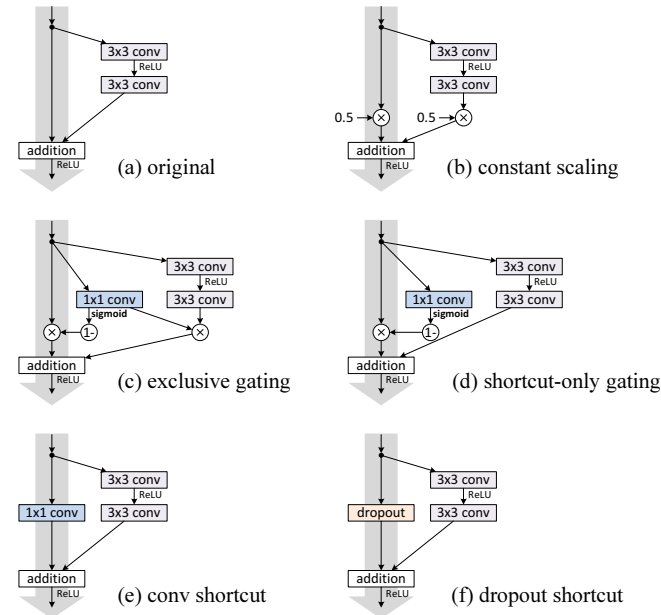 3x3 conv
ReLU
3x3 conv
addition
ReLU
(a) original
3x3 conv
ReLU
3x3 conv
0.5
×
0.5
×
addition
ReLU
(b) constant scaling
3x3 conv
ReLU
1x1 conv
3x3 conv
sigmoid
×
1-
×
addition
ReLU
(c) exclusive gating
3x3 conv
ReLU
1x1 conv
3x3 conv
sigmoid
×
1-
addition
ReLU
(d) shortcut-only gating
3x3 conv
ReLU
1x1 conv
3x3 conv
addition
ReLU
(e) conv shortcut
3x3 conv
ReLU
dropout
3x3 conv
addition
ReLU
(f) dropout shortcut